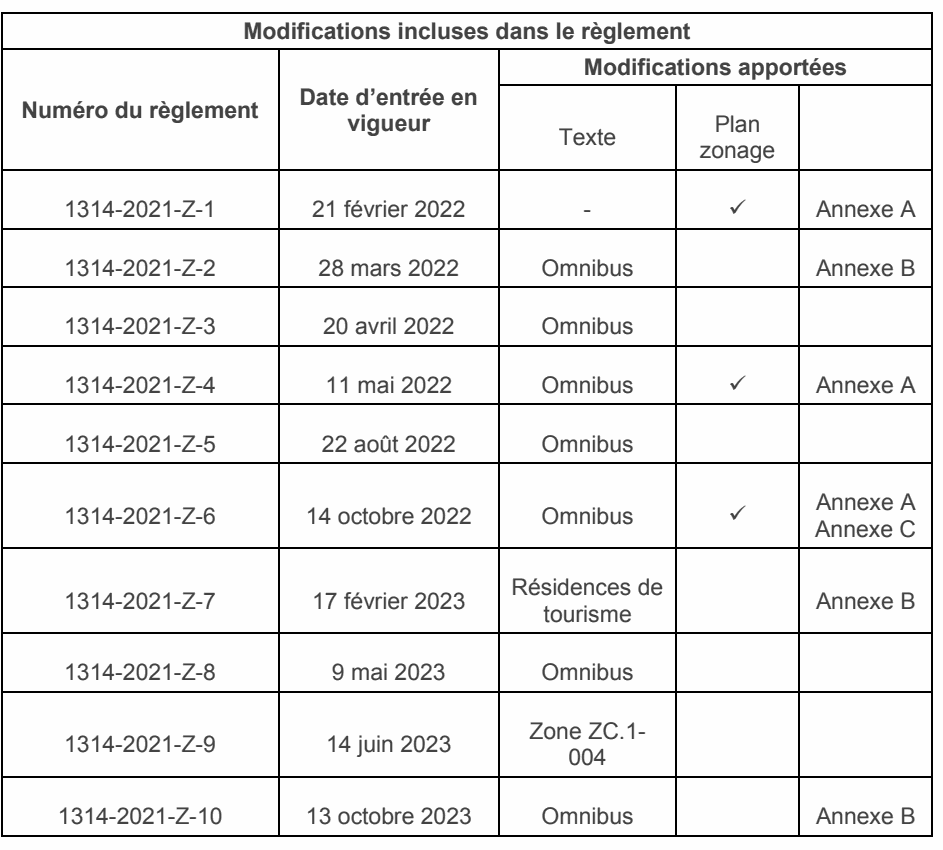 Modifications incluses dans le règlement
Numéro du règlement
Date d'entrée en
vigueur
Modifications apportées
Texte
Plan
zonage
1314-2021-Z-1 21 février 2022 - ✓ Annexe A
1314-2021-Z-2 28 mars 2022 Omnibus Annexe B
1314-2021-Z-3 20 avril 2022 Omnibus
1314-2021-Z-4 11 mai 2022 Omnibus ✓ Annexe A
1314-2021-Z-5 22 août 2022 Omnibus
1314-2021-Z-6 14 octobre 2022 Omnibus ✓ Annexe A
Annexe C
1314-2021-Z-7 17 février 2023 Résidences de
tourisme Annexe B
1314-2021-Z-8 9 mai 2023 Omnibus
1314-2021-Z-9 14 juin 2023 Zone ZC.1-
004
1314-2021-Z-10 13 octobre 2023 Omnibus Annexe B